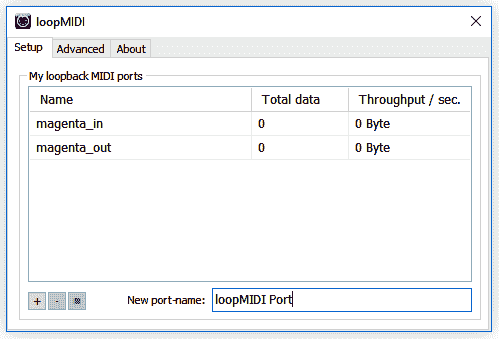 loopMIDI
Setup Advanced About
My loopback MIDI ports
Name Total data Throughput / sec.
magenta_in 0 0 Byte
magenta_out 0 0 Byte
+ - New port-name: loopMIDI Port